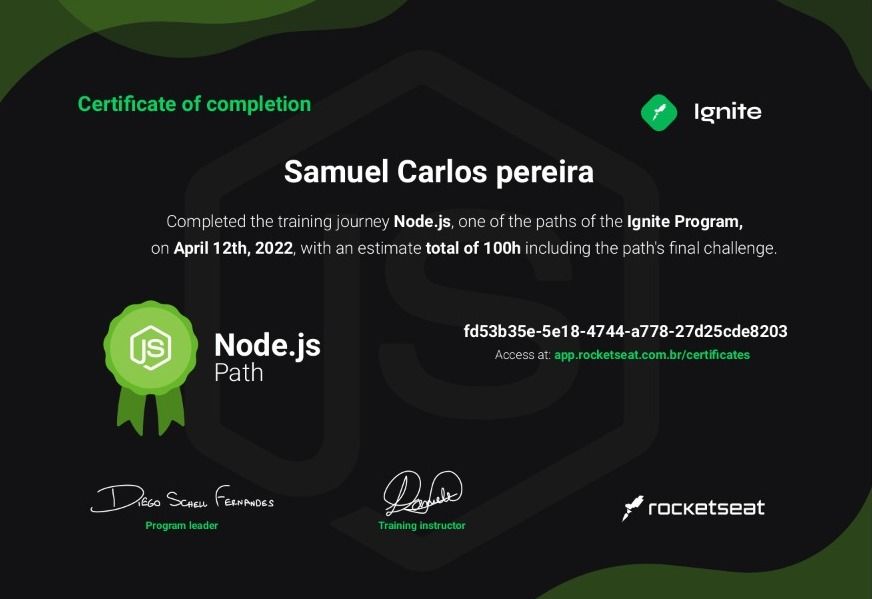 Certificate of completion
Ignite
Samuel Carlos pereira
Completed the training journey Node.js, one of the paths of the Ignite Program,
on April 12th, 2022, with an estimate total of 100h including the path's final challenge.
JS
Node.js
Path
fd53b35e-5e18-4744-a778-27d25cde8203
Access at: app.rocketseat.com.br/certificates
Diego Schell Fernandes
Program leader
Training instructor
rocketseat